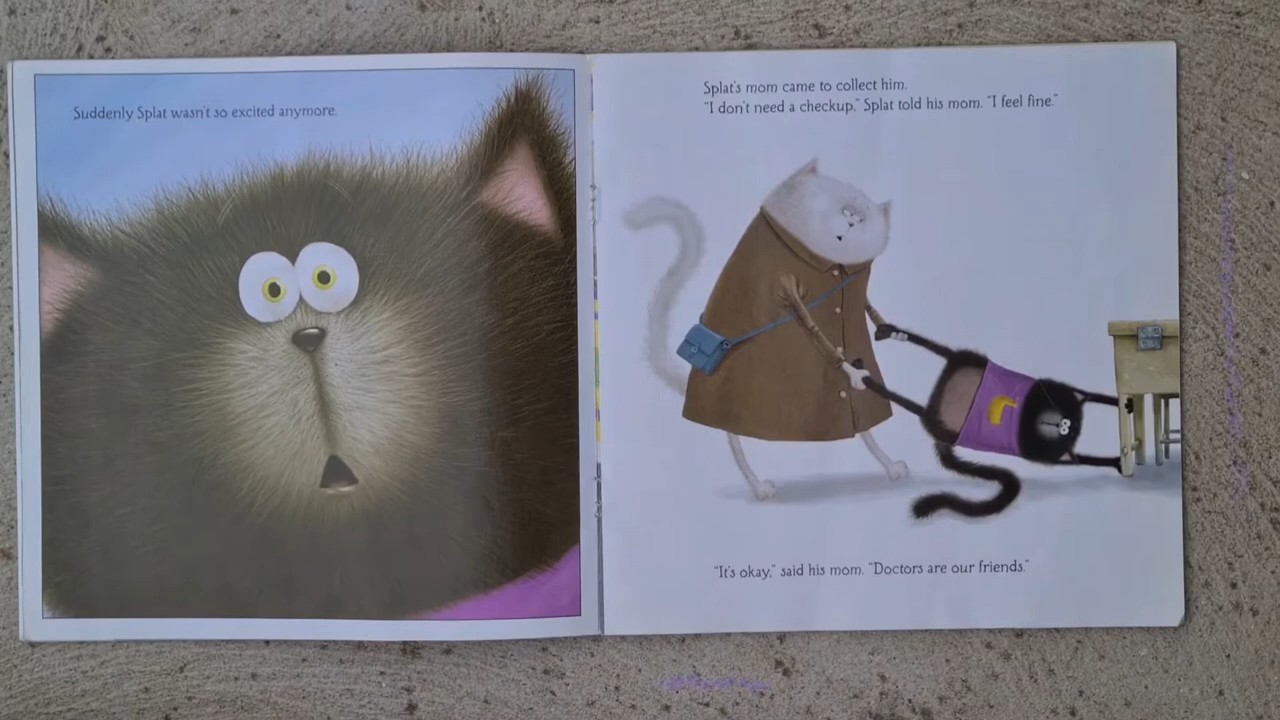 Suddenly Splat wasn't so excited anymore.
Splat's mom came to collect him.
"I don't need a checkup," Splat told his mom. "I feel fine."
"It's okay," said his mom. "Doctors are our friends."